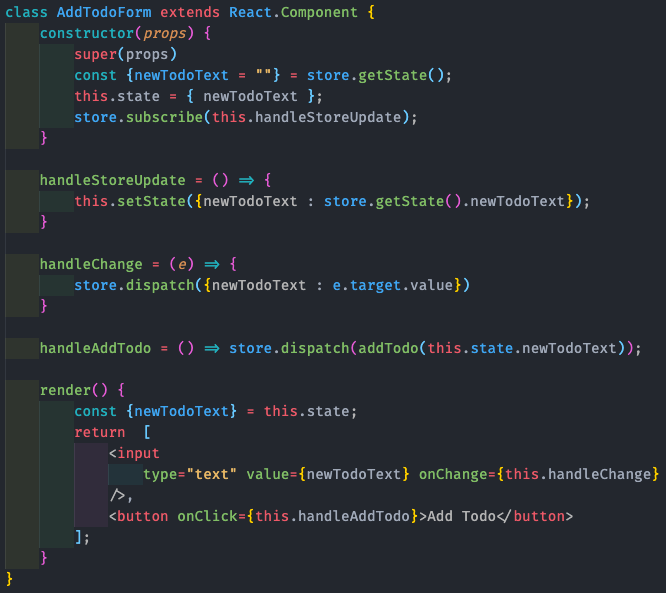 class AddTodoForm extends React.Component {
    constructor(props) {
        super(props)
        const {newTodoText = ""} = store.getState();
        this.state = { newTodoText };
        store.subscribe(this.handleStoreUpdate);
    }

    handleStoreUpdate = () => {
        this.setState({newTodoText : store.getState().newTodoText});
    }

    handleChange = (e) => {
        store.dispatch({newTodoText : e.target.value})
    }

    handleAddTodo = () => store.dispatch(addTodo(this.state.newTodoText));

    render() {
        const {newTodoText} = this.state;
        return  [
            <input
                type="text" value={newTodoText} onChange={this.handleChange}
            />,
            <button onClick={this.handleAddTodo}>Add Todo</button>
        ];
    }
}